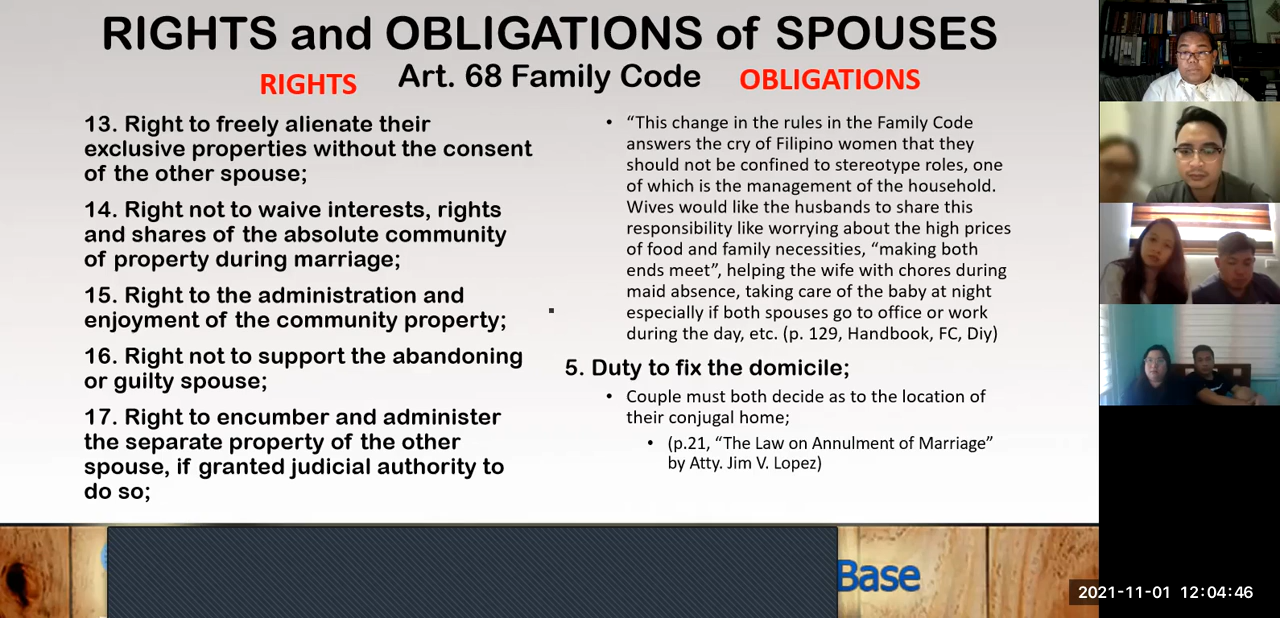 RIGHTS and OBLIGATIONS of SPOUSES
RIGHTS
Art. 68 Family Code
OBLIGATIONS
13. Right to freely alienate their
exclusive properties without the consent
of the other spouse;
14. Right not to waive interests, rights
and shares of the absolute community
of property during marriage;
15. Right to the administration and
enjoyment of the community property;
16. Right not to support the abandoning
or guilty spouse;
17. Right to encumber and administer
the separate property of the other
spouse, if granted judicial authority to
do so;
• “This change in the rules in the Family Code
answers the cry of Filipino women that they
should not be confined to stereotype roles, one
of which is the management of the household.
Wives would like the husbands to share this
responsibility like worrying about the high prices
of food and family necessities, “making both
ends meet”, helping the wife with chores during
maid absence, taking care of the baby at night
especially if both spouses go to office or work
during the day, etc. (p. 129, Handbook, FC, Diy)
5. Duty to fix the domicile;
• Couple must both decide as to the location of
their conjugal home;
• (p.21, “The Law on Annulment of Marriage”
by Atty. Jim V. Lopez)
Base
2021-11-01 12:04:46